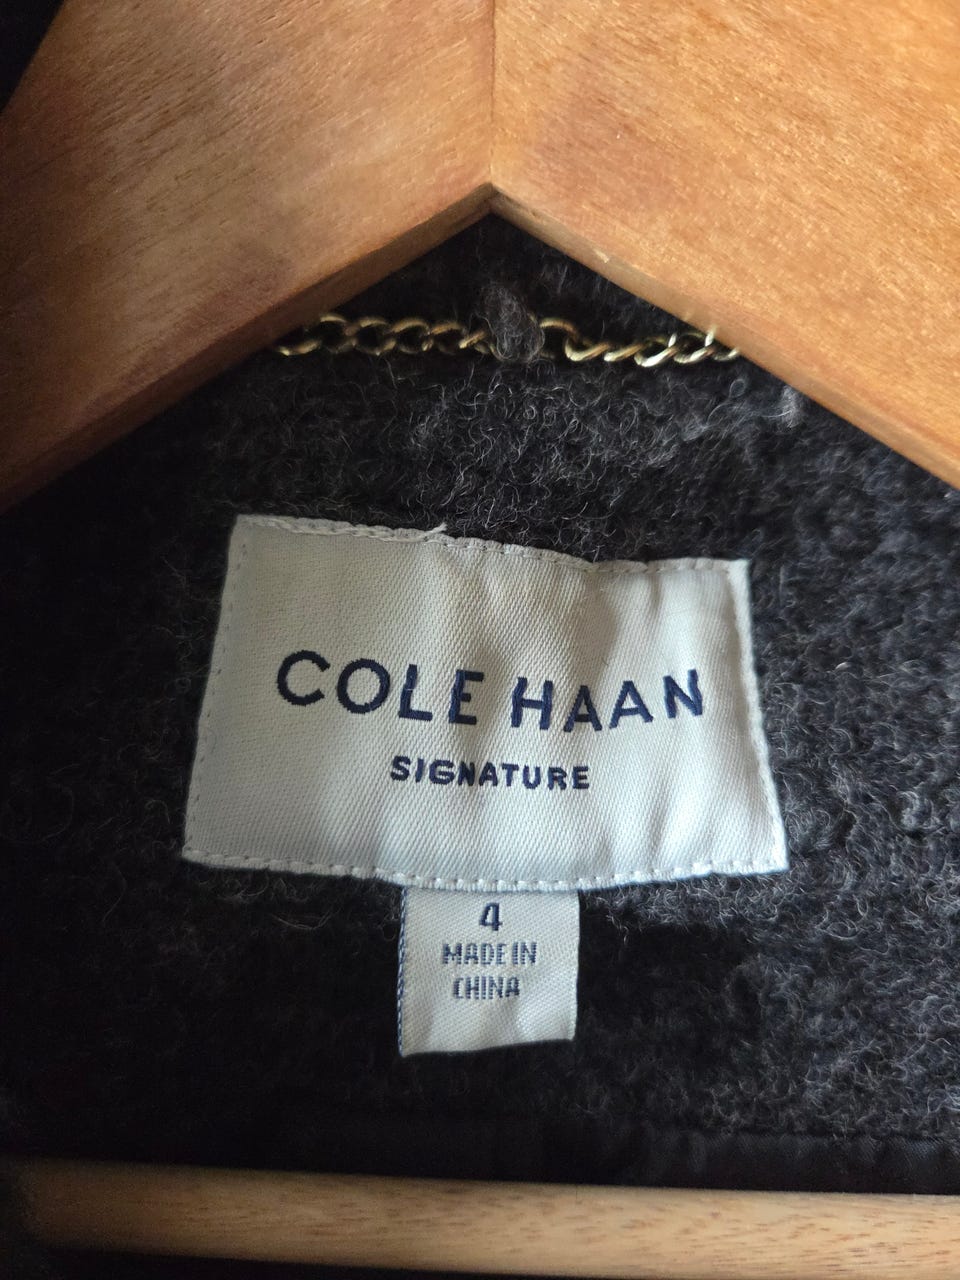 COLE HAAN
SIGNATURE
4
MADE IN
CHINA